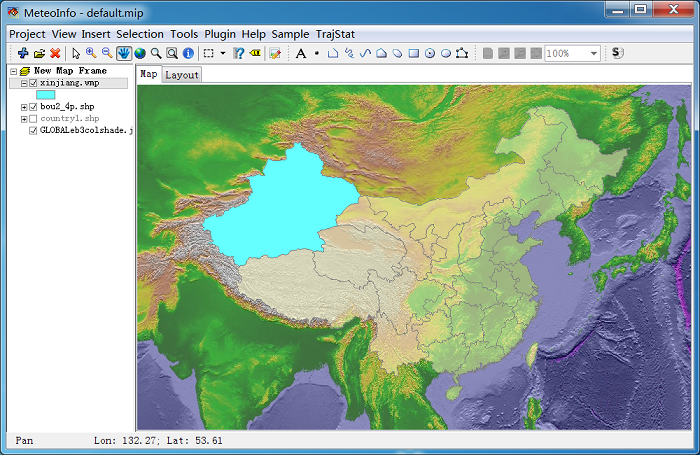 MeteoInfo - default.mip
Project View Insert Selection Tools Plugin Help Sample TrajStat
A
100%
New Map Frame
xinjiang.wmp
bou2_4p.shp
country1.shp
GLOBALeb3colshade.j
Map Layout
Pan Lon: 132.27; Lat: 53.61